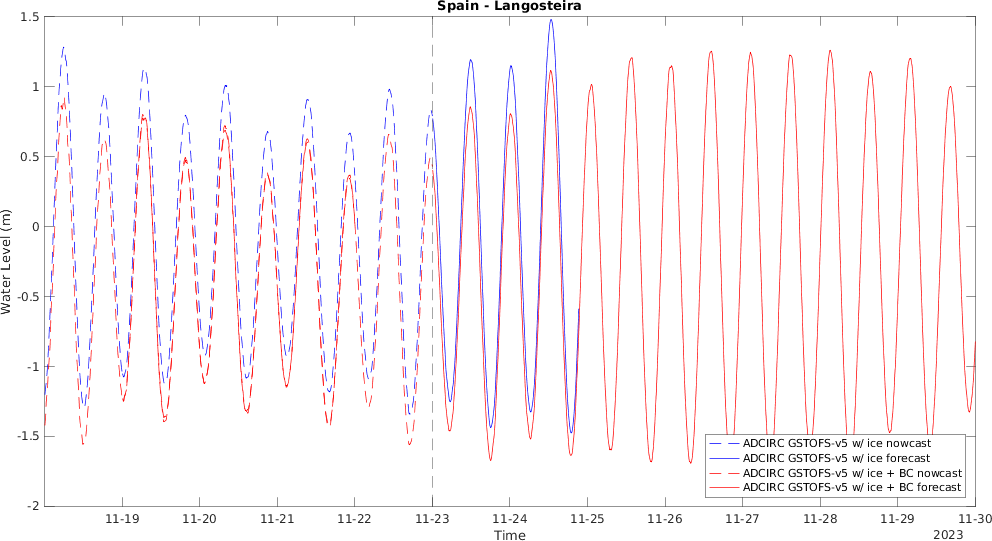 Spain - Langosteira
1.5
1
0.5
0
-0.5
-1
-1.5
-2
Water Level (m)
ADCIRC GSTOFS-v5 w/ ice nowcast
ADCIRC GSTOFS-v5 w/ ice forecast
ADCIRC GSTOFS-v5 w/ ice + BC nowcast
ADCIRC GSTOFS-v5 w/ ice + BC forecast
11-19 11-20 11-21 11-22 11-23 11-24 11-25 11-26 11-27 11-28 11-29 11-30
Time
2023